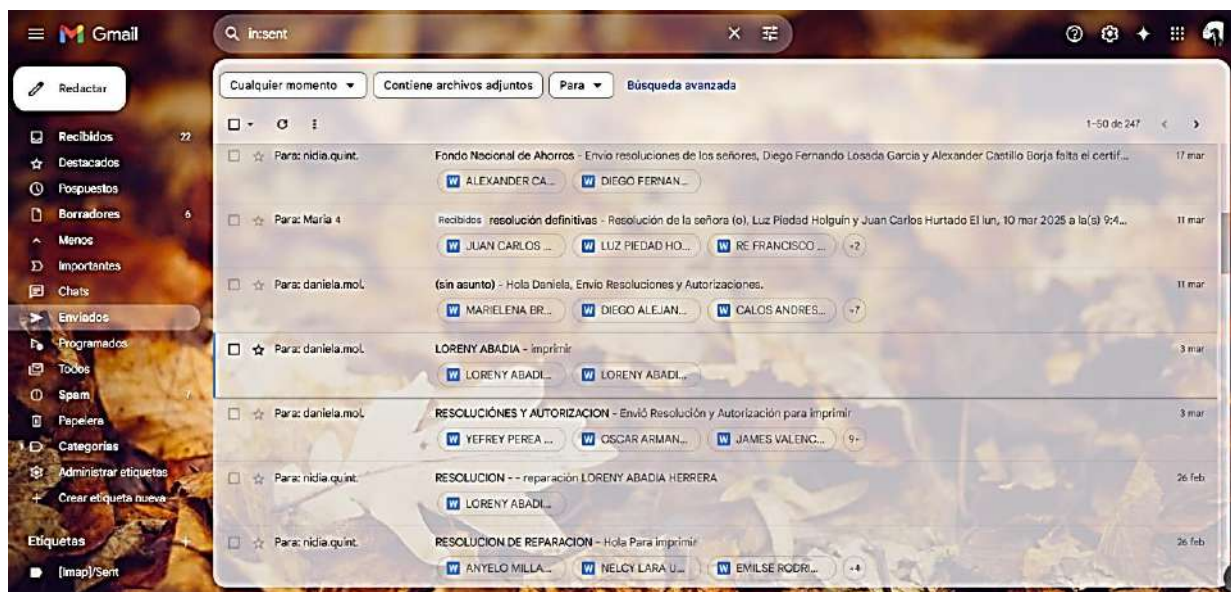 Gmail
in:sent
Redactar
Cualquier momento Contiene archivos adjuntos Para Búsqueda avanzada
1-50 de 247
Recibidos 22
Destacados
Pospuestos
Borradores 6
Menos
Importantes
Chats
Enviados
Programados
Todos
Spam 7
Papelera
Categorías
Administrar etiquetas
Crear etiqueta nueva
Etiquetas
[Imap]/Sent
Para: nidia.quint. Fondo Nacional de Ahorros - Envio resoluciones de los señores, Diego Fernando Losada Garcia y Alexander Castillo Borja falta el certif... 17 mar
ALEXANDER CA... DIEGO FERNAN...
Para: Maria 4 Recibidos resolución definitivas - Resolución de la señora (o), Luz Piedad Holguin y Juan Carlos Hurtado El lun, 10 mar 2025 a la(s) 9:4... 11 mar
JUAN CARLOS ... LUZ PIEDAD HO... RE FRANCISCO ... +2
Para: daniela.mol. (sin asunto) - Hola Daniela, Envio Resoluciones y Autorizaciones. 11 mar
MARIELENA BR... DIEGO ALEJAN... CALOS ANDRES... +7
Para: daniela.mol. LORENY ABADIA - imprimir 3 mar
LORENY ABADI... LORENY ABADI...
Para: daniela.mol. RESOLUCIÓNES Y AUTORIZACION - Envió Resolución y Autorización para imprimir 3 mar
YEFREY PEREA ... OSCAR ARMAN... JAMES VALENC... 9+
Para: nidia.quint. RESOLUCION - - reparación LORENY ABADIA HERRERA 26 feb
LORENY ABADI...
Para: nidia.quint. RESOLUCION DE REPARACION - Hola Para imprimir 26 feb
ANYELO MILLA... NELCY LARA U... EMILSE RODRI... +4